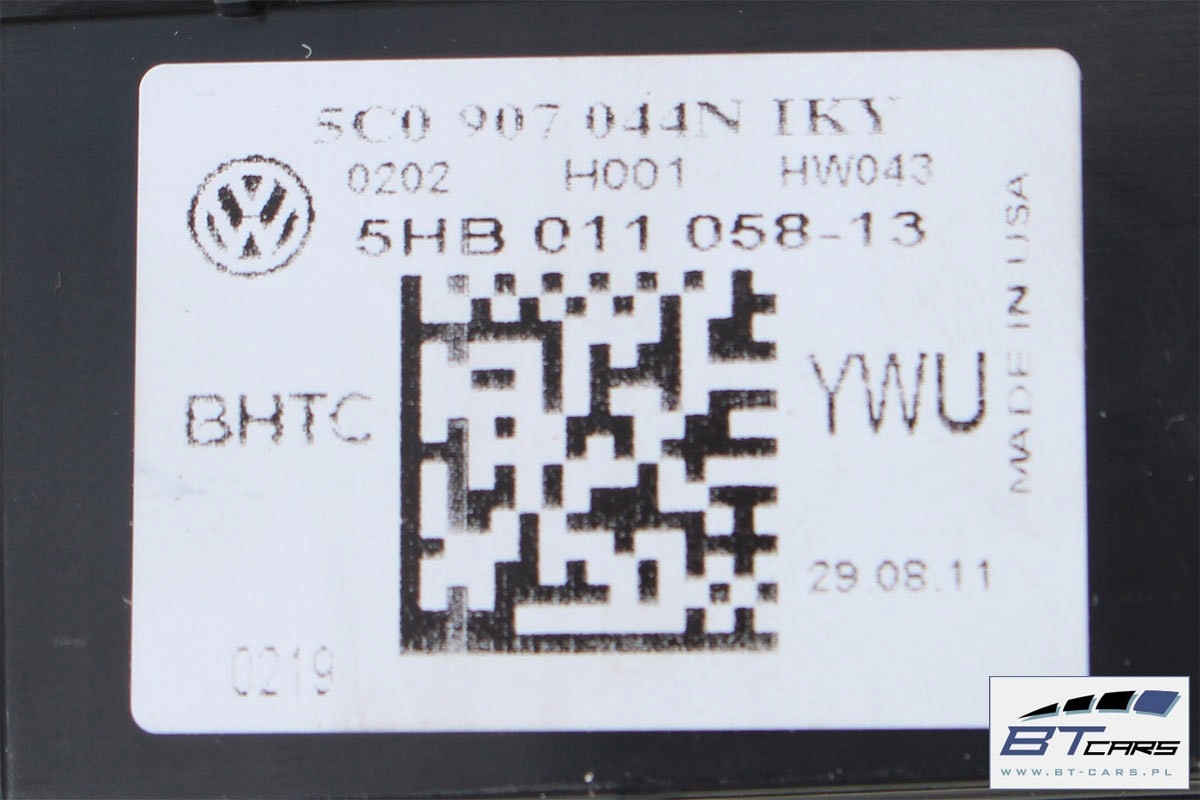 5C0 907 044N IKY
0202 H001 HW043
5HB 011 058-13
MADE IN USA
BHTC
YWU
29.08.11
0219
BT CARS
WWW.BT-CARS.PL